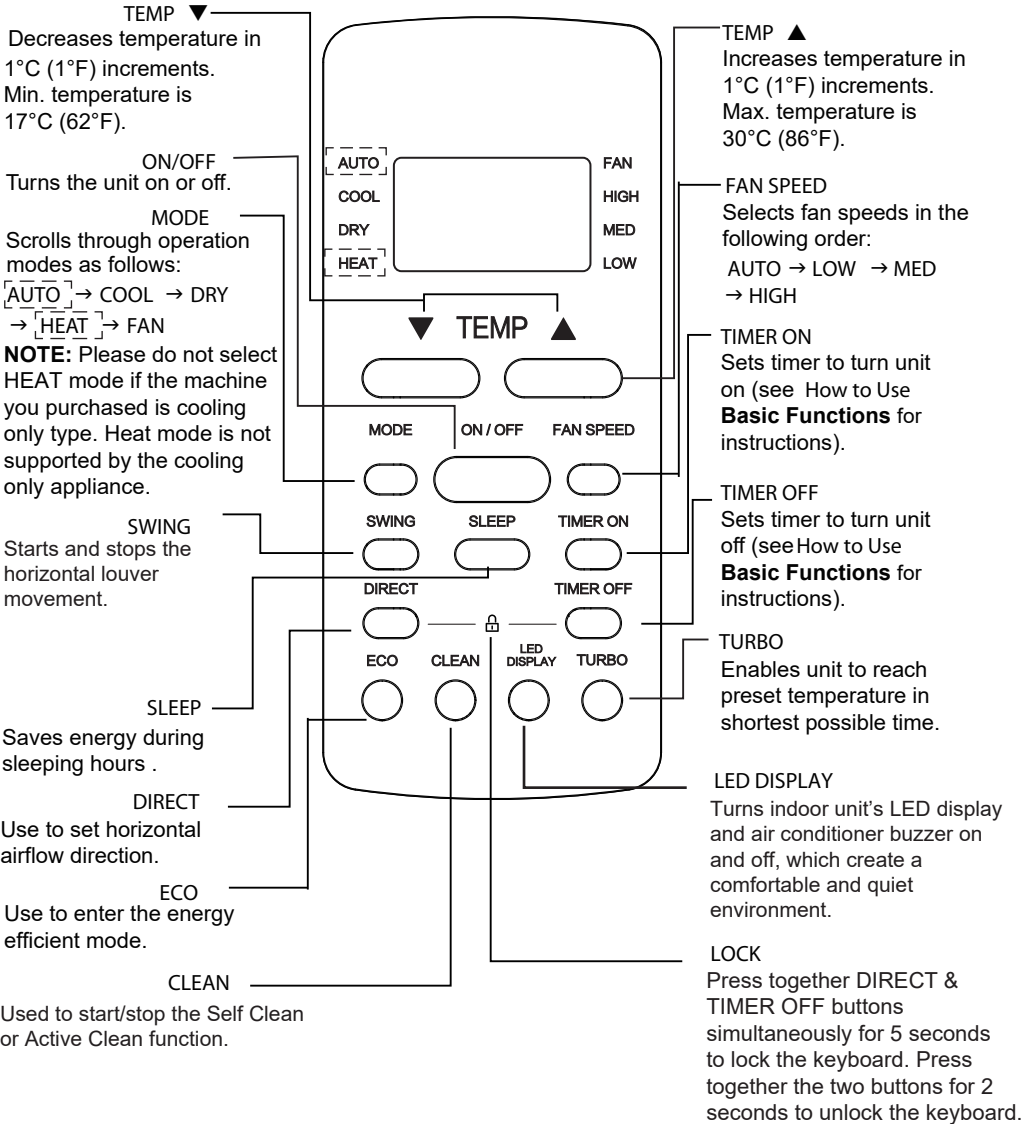 TEMP ▼
Decreases temperature in
1°C (1°F) increments.
Min. temperature is
17°C (62°F).
ON/OFF
Turns the unit on or off.
MODE
Scrolls through operation
modes as follows:
AUTO → COOL → DRY
→ HEAT → FAN
NOTE: Please do not select
HEAT mode if the machine
you purchased is cooling
only type. Heat mode is not
supported by the cooling
only appliance.
SWING
Starts and stops the
horizontal louver
movement.
SLEEP
Saves energy during
sleeping hours .
DIRECT
Use to set horizontal
airflow direction.
ECO
Use to enter the energy
efficient mode.
CLEAN
Used to start/stop the Self Clean
or Active Clean function.
AUTO
COOL
DRY
HEAT
FAN
HIGH
MED
LOW
▼ TEMP ▲
MODE ON / OFF FAN SPEED
SWING SLEEP TIMER ON
DIRECT TIMER OFF
ECO CLEAN LED DISPLAY TURBO
TEMP ▲
Increases temperature in
1°C (1°F) increments.
Max. temperature is
30°C (86°F).
FAN SPEED
Selects fan speeds in the
following order:
AUTO → LOW → MED
→ HIGH
TIMER ON
Sets timer to turn unit
on (see How to Use
Basic Functions for
instructions).
TIMER OFF
Sets timer to turn unit
off (see How to Use
Basic Functions for
instructions).
TURBO
Enables unit to reach
preset temperature in
shortest possible time.
LED DISPLAY
Turns indoor unit's LED display
and air conditioner buzzer on
and off, which create a
comfortable and quiet
environment.
LOCK
Press together DIRECT &
TIMER OFF buttons
simultaneously for 5 seconds
to lock the keyboard. Press
together the two buttons for 2
seconds to unlock the keyboard.